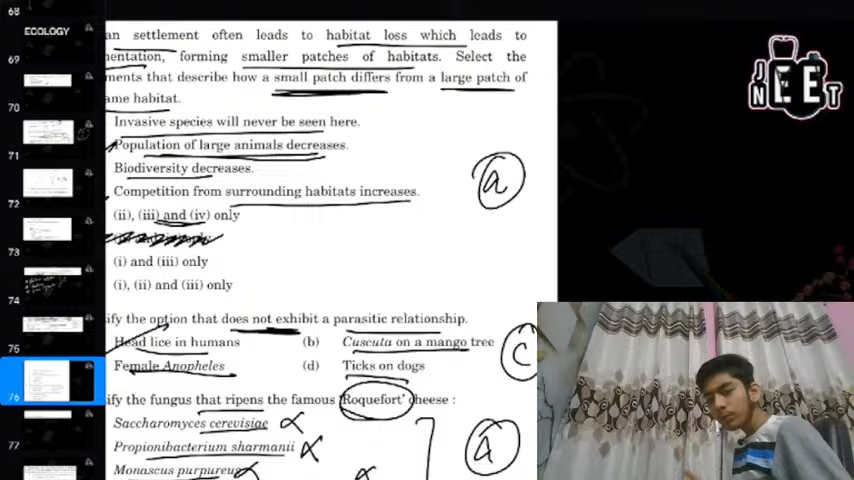 68
ECOLOGY
an settlement often leads to habitat loss which leads to
69
mentation, forming smaller patches of habitats. Select the
ments that describe how a small patch differs from a large patch of
ame habitat.
70
Invasive species will never be seen here.
Population of large animals decreases.
71
Biodiversity decreases.
Competition from surrounding habitats increases.
a
72
(ii), (iii) and (iv) only
73
(i) and (iii) only
(i), (ii) and (iii) only
74
ify the option that does not exhibit a parasitic relationship.
75
Head lice in humans (b) Cuscuta on a mango tree
Female Anopheles (d) Ticks on dogs
C
76
ify the fungus that ripens the famous 'Roquefort' cheese :
Saccharomyces cerevisiae
77
Propionibacterium sharmanii
Monascus purpureus
J NEET